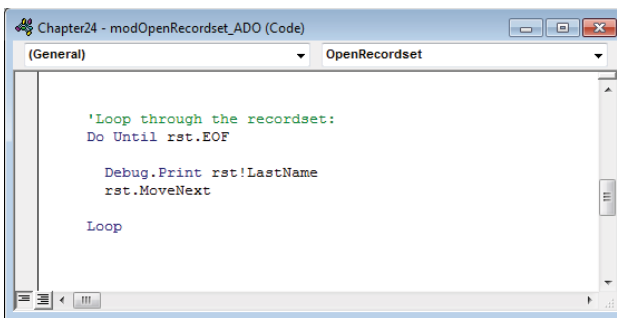 Chapter24 - modOpenRecordset_ADO (Code)
(General) OpenRecordset
'Loop through the recordset:
Do Until rst.EOF
Debug.Print rst!LastName
rst.MoveNext
Loop